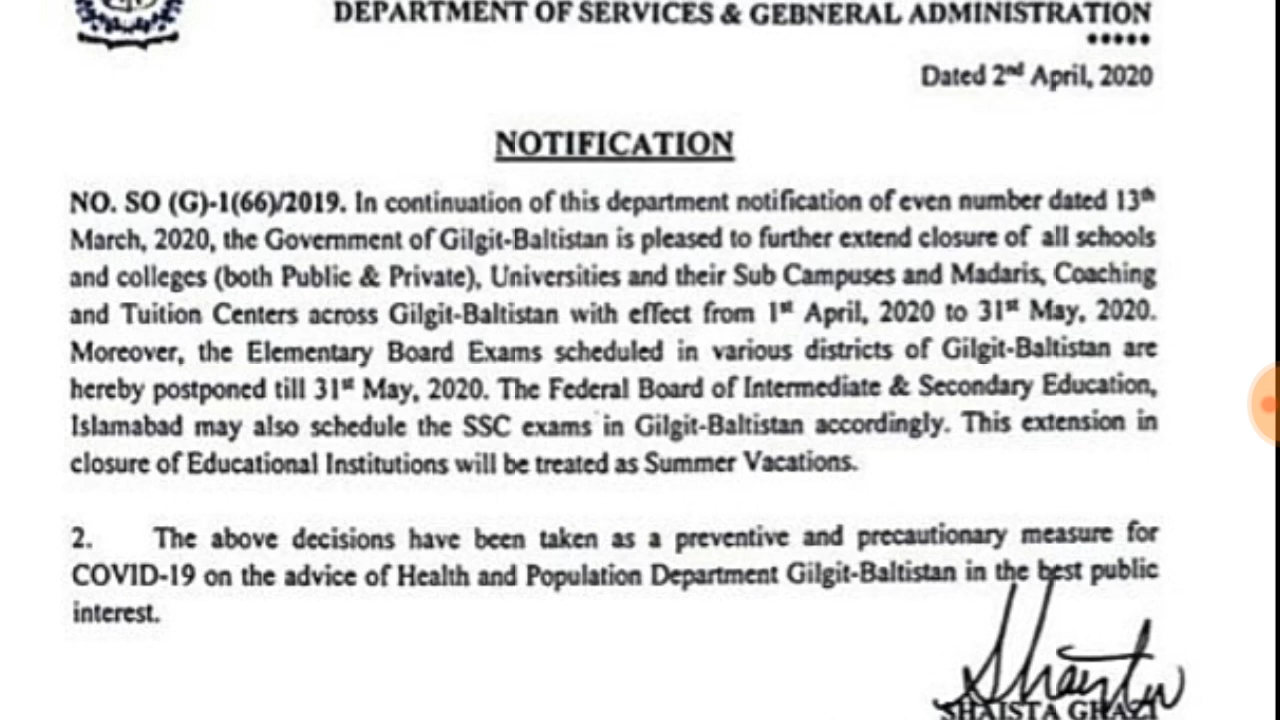 DEPARTMENT OF SERVICES & GEBNERAL ADMINISTRATION
*****
Dated 2nd April, 2020
NOTIFICATION
NO. SO (G)-1(66)/2019. In continuation of this department notification of even number dated 13th
March, 2020, the Government of Gilgit-Baltistan is pleased to further extend closure of all schools
and colleges (both Public & Private), Universities and their Sub Campuses and Madaris, Coaching
and Tuition Centers across Gilgit-Baltistan with effect from 1st April, 2020 to 31st May, 2020.
Moreover, the Elementary Board Exams scheduled in various districts of Gilgit-Baltistan are
hereby postponed till 31st May, 2020. The Federal Board of Intermediate & Secondary Education,
Islamabad may also schedule the SSC exams in Gilgit-Baltistan accordingly. This extension in
closure of Educational Institutions will be treated as Summer Vacations.
2. The above decisions have been taken as a preventive and precautionary measure for
COVID-19 on the advice of Health and Population Department Gilgit-Baltistan in the best public
interest.
Shaista
SHAISTA GHAZI